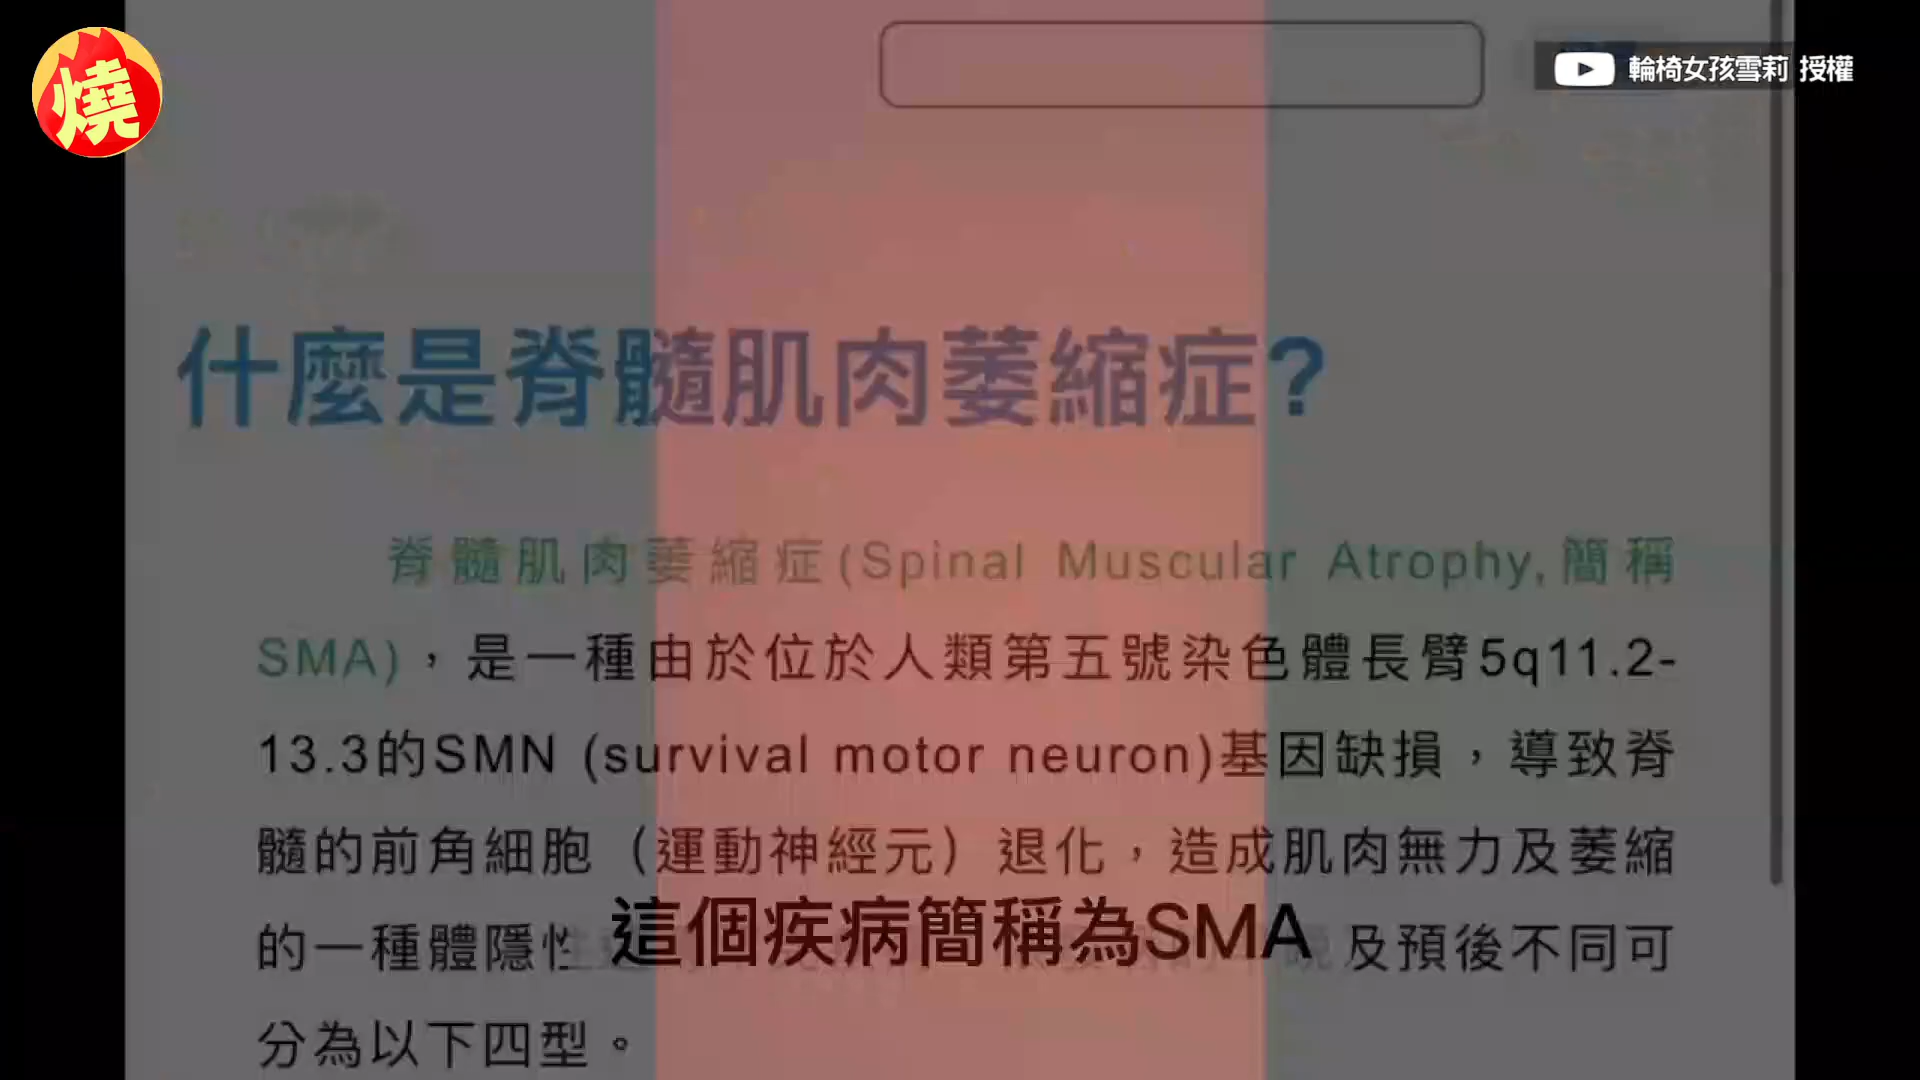 燒
輪椅女孩雪莉 授權
什麼是脊髓肌肉萎縮症?
脊髓肌肉萎縮症(Spinal Muscular Atrophy,簡稱
SMA)，是一種由於位於人類第五號染色體長臂5q11.2-
13.3的SMN (survival motor neuron)基因缺損，導致脊
髓的前角細胞（運動神經元）退化，造成肌肉無力及萎縮
的一種體隱性
及預後不同可
這個疾病簡稱為SMA
分為以下四型。